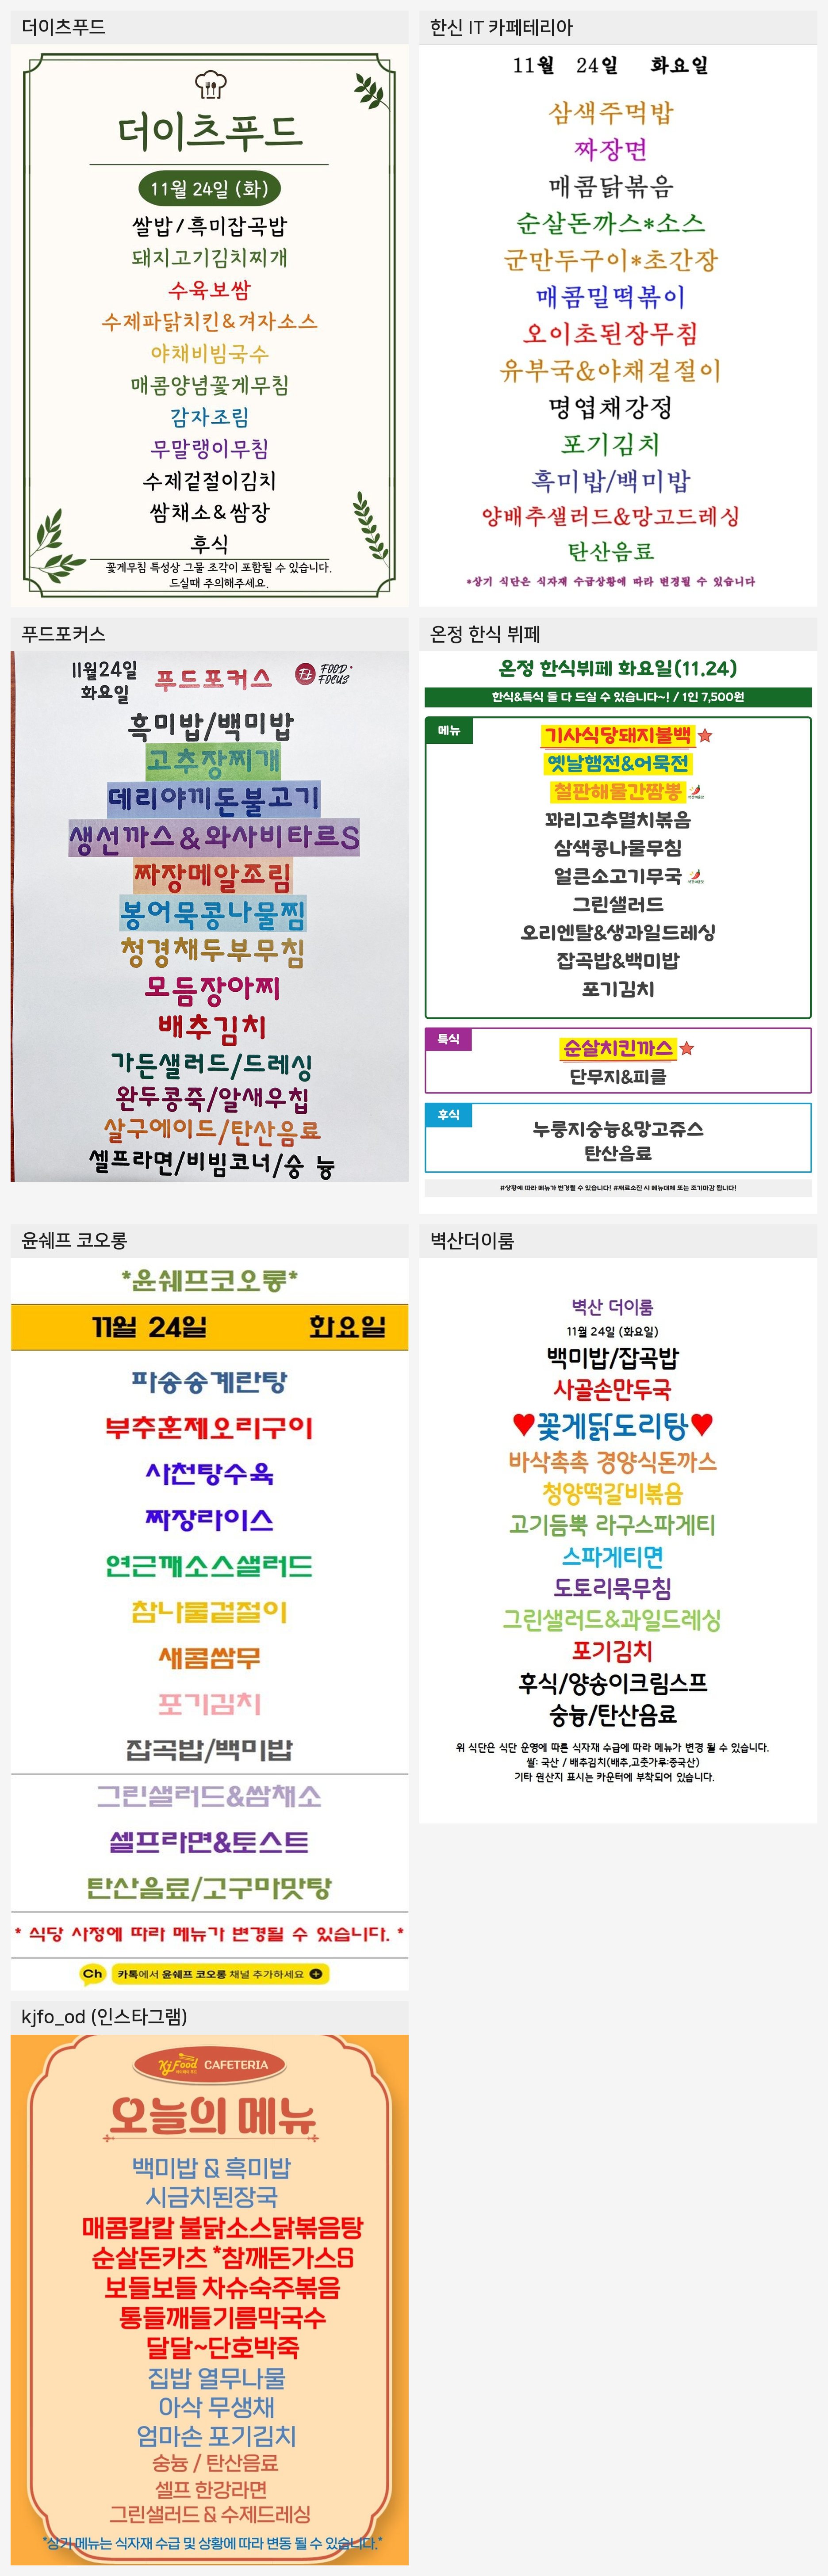 더이츠푸드
더이츠푸드
11월 24일 (화)
쌀밥/흑미잡곡밥
돼지고기김치찌개
수육보쌈
수제파닭치킨&겨자소스
야채비빔국수
매콤양념꽃게무침
감자조림
무말랭이무침
수제겉절이김치
쌈채소&쌈장
후식
꽃게무침 특성상 그물 조각이 포함될 수 있습니다.
드실때 주의해주세요.
한신 IT 카페테리아
11월 24일 화요일
삼색주먹밥
짜장면
매콤닭볶음
순살돈까스*소스
군만두구이*초간장
매콤밀떡볶이
오이초된장무침
유부국&야채겉절이
명엽채강정
포기김치
흑미밥/백미밥
양배추샐러드&망고드레싱
탄산음료
*상기 식단은 식자재 수급상황에 따라 변경될 수 있습니다
푸드포커스
11월24일
화요일
푸드포커스
FOOD
FOCUS
흑미밥/백미밥
고추장찌개
데리야끼돈불고기
생선까스&와사비타르S
짜장메알조림
봉어묵콩나물찜
청경채두부무침
모듬장아찌
배추김치
가든샐러드/드레싱
완두콩죽/알새우칩
살구에이드/탄산음료
셀프라면/비빔코너/숭 늉
온정 한식 뷔페
온정 한식뷔페 화요일(11.24)
한식&특식 둘 다 드실 수 있습니다~! / 1인 7,500원
메뉴
기사식당돼지불백
옛날햄전&어묵전
철판해물간짬뽕
꽈리고추멸치볶음
삼색콩나물무침
얼큰소고기무국
그린샐러드
오리엔탈&생과일드레싱
잡곡밥&백미밥
포기김치
특식
순살치킨까스
단무지&피클
후식
누룽지숭늉&망고쥬스
탄산음료
#상황에 따라 메뉴가 변경될 수 있습니다! #재료소진 시 메뉴대체 또는 조기마감 됩니다!
윤쉐프 코오롱
*윤쉐프코오롱*
11월 24일 화요일
파송송계란탕
부추훈제오리구이
사천탕수육
짜장라이스
연근깨소스샐러드
참나물겉절이
새콤쌈무
포기김치
잡곡밥/백미밥
그린샐러드&쌈채소
셀프라면&토스트
탄산음료/고구마맛탕
* 식당 사정에 따라 메뉴가 변경될 수 있습니다. *
Ch 카톡에서 윤쉐프 코오롱 채널 추가하세요
벽산더이룸
벽산 더이룸
11월 24일 (화요일)
백미밥/잡곡밥
사골손만두국
♥꽃게닭도리탕♥
바삭촉촉 경양식돈까스
청양떡갈비볶음
고기듬뿍 라구스파게티
스파게티면
도토리묵무침
그린샐러드&과일드레싱
포기김치
후식/양송이크림스프
숭늉/탄산음료
위 식단은 식단 운영에 따른 식자재 수급에 따라 메뉴가 변경 될 수 있습니다.
쌀: 국산 / 배추김치(배추,고춧가루:중국산)
기타 원산지 표시는 카운터에 부착되어 있습니다.
kjfo_od (인스타그램)
Kj Food CAFETERIA
오늘의 메뉴
백미밥 & 흑미밥
시금치된장국
매콤칼칼 불닭소스닭볶음탕
순살돈카츠 *참깨돈가스S
보들보들 차슈숙주볶음
통들깨들기름막국수
달달~단호박죽
집밥 열무나물
아삭 무생채
엄마손 포기김치
숭늉 / 탄산음료
셀프 한강라면
그린샐러드 & 수제드레싱
*상기 메뉴는 식자재 수급 및 상황에 따라 변동 될 수 있습니다.*